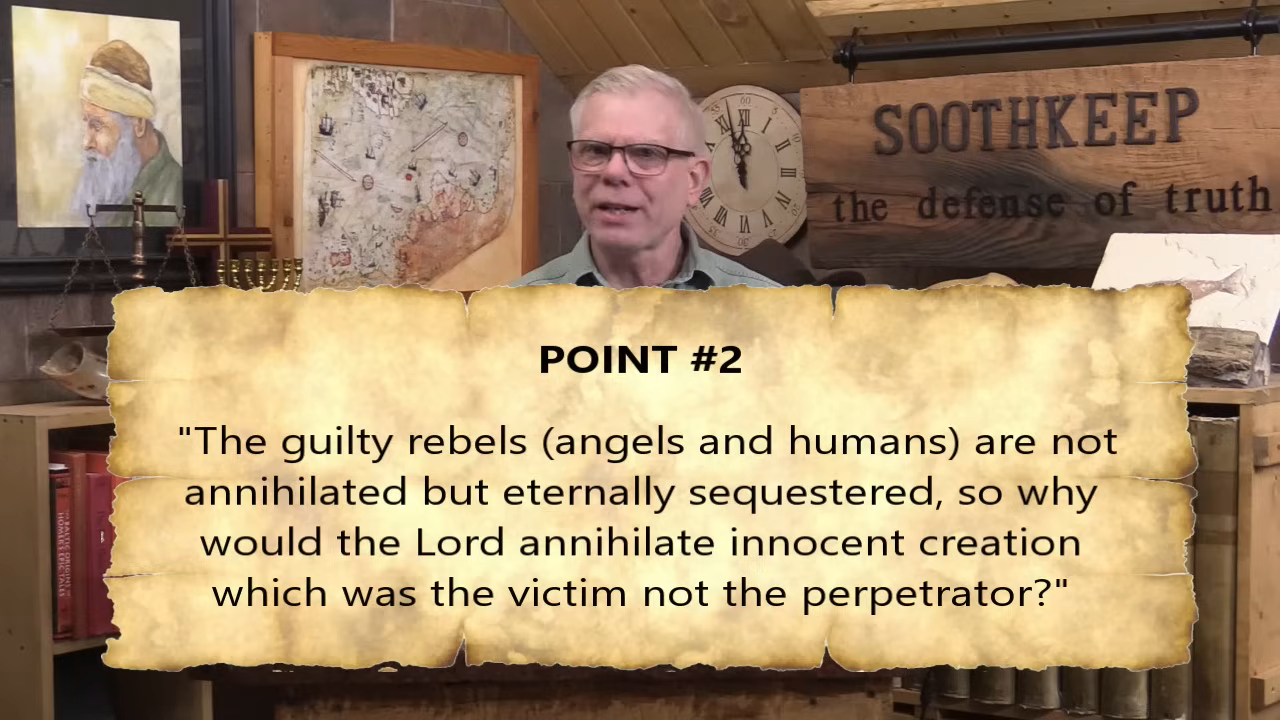 SOOTHKEEP
the defense of truth
POINT #2
"The guilty rebels (angels and humans) are not
annihilated but eternally sequestered, so why
would the Lord annihilate innocent creation
which was the victim not the perpetrator?"